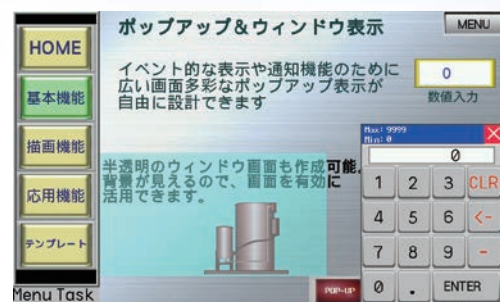 ポップアップ&ウィンドウ表示
MENU
HOME
基本機能
描画機能
応用機能
テンプレート
Menu Task
イベント的な表示や通知機能のために
広い画面多彩なポップアップ表示が
自由に設計できます
0
数値入力
半透明のウィンドウ画面も作成可能。
背景が見えるので、画面を有効に
活用できます。
POP-UP
Max: 9999
Min: 0
X
0
1 2 3 CLR
4 5 6 <-
7 8 9 -
0 . ENTER